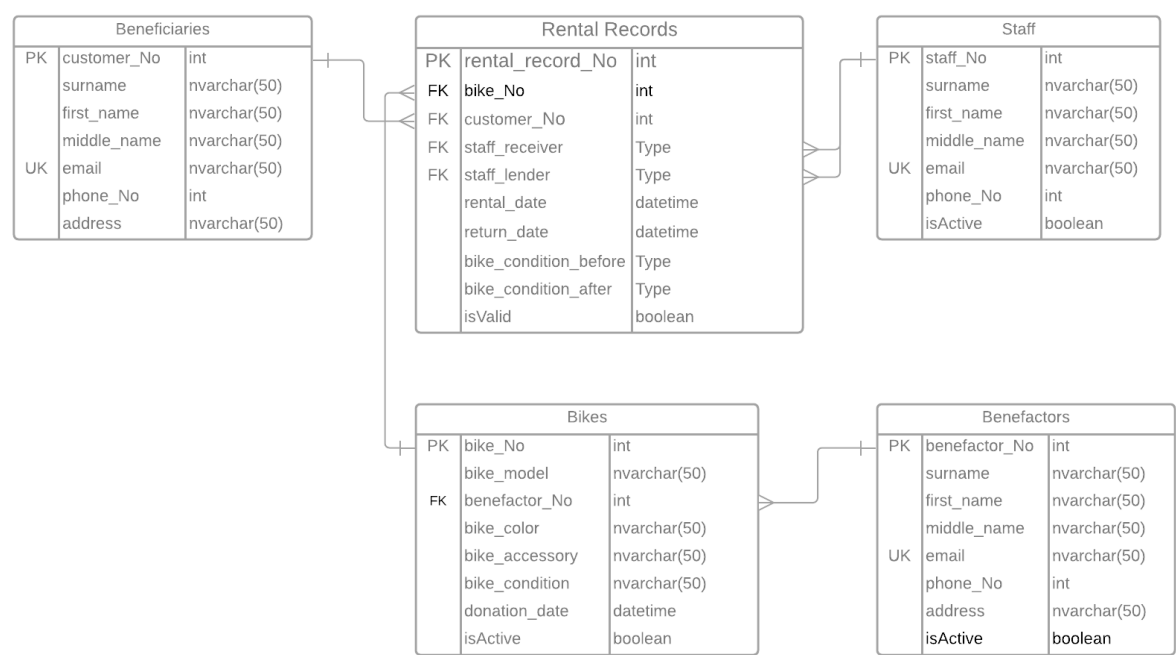 Beneficiaries
PK customer_No int
surname nvarchar(50)
first_name nvarchar(50)
middle_name nvarchar(50)
UK email nvarchar(50)
phone_No int
address nvarchar(50)
Rental Records
PK rental_record_No int
FK bike_No int
FK customer_No int
FK staff_receiver Type
FK staff_lender Type
rental_date datetime
return_date datetime
bike_condition_before Type
bike_condition_after Type
isValid boolean
Staff
PK staff_No int
surname nvarchar(50)
first_name nvarchar(50)
middle_name nvarchar(50)
UK email nvarchar(50)
phone_No int
isActive boolean
Bikes
PK bike_No int
bike_model nvarchar(50)
FK benefactor_No int
bike_color nvarchar(50)
bike_accessory nvarchar(50)
bike_condition nvarchar(50)
donation_date datetime
isActive boolean
Benefactors
PK benefactor_No int
surname nvarchar(50)
first_name nvarchar(50)
middle_name nvarchar(50)
UK email nvarchar(50)
phone_No int
address nvarchar(50)
isActive boolean